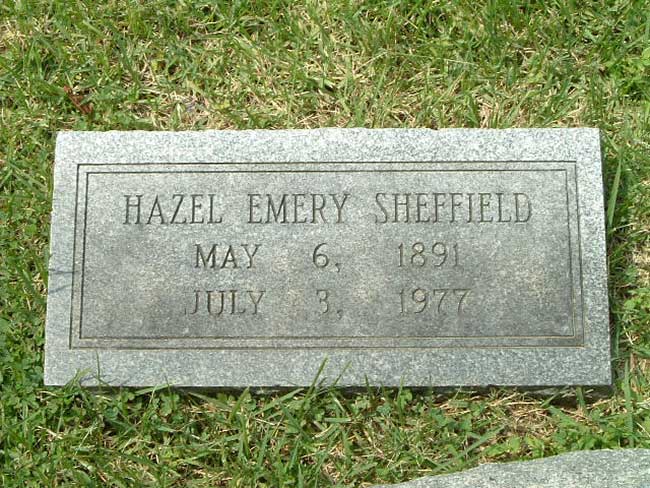 HAZEL EMERY SHEFFIELD
MAY 6, 1891
JULY 3, 1977